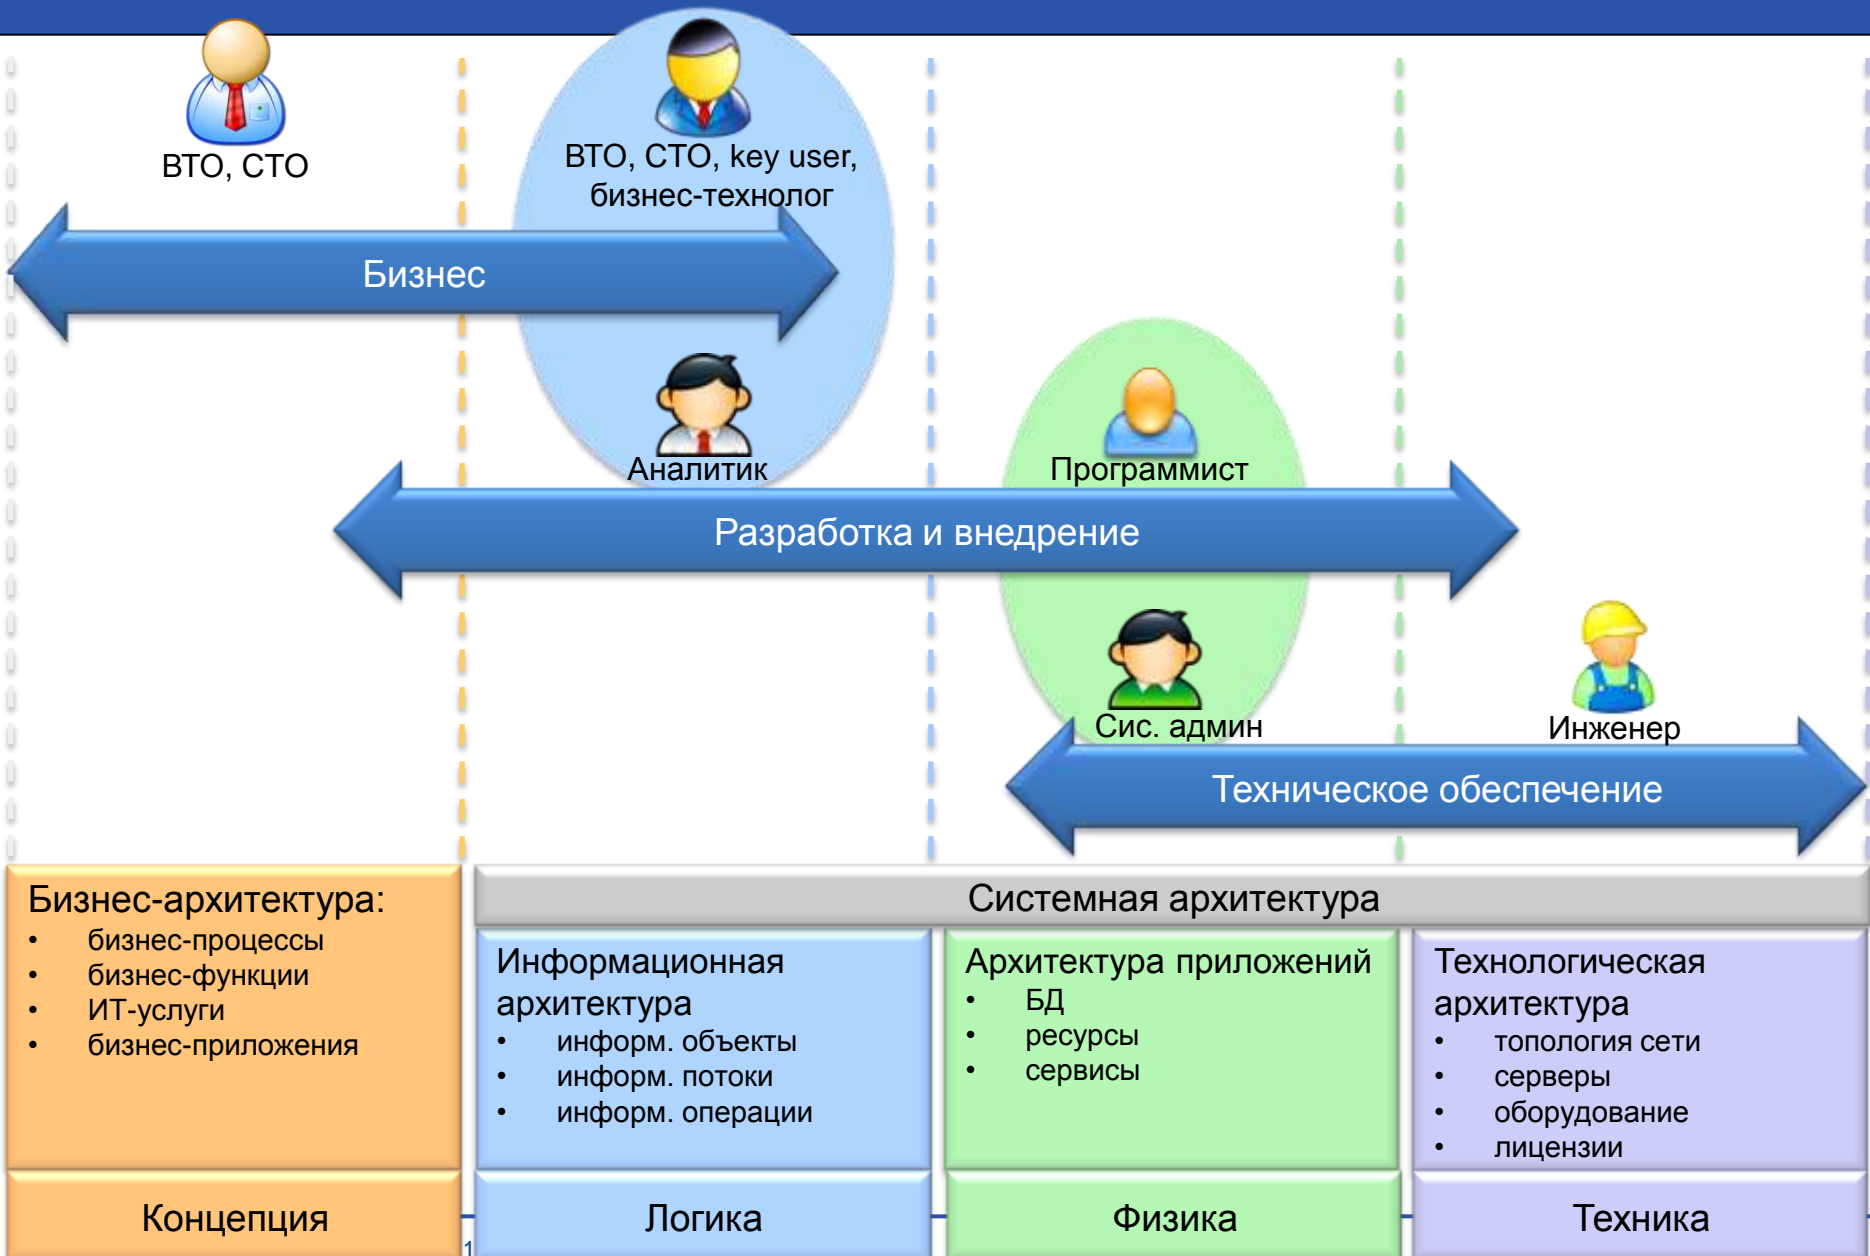 ВТО, СТО
ВТО, СТО, key user,
бизнес-технолог
Бизнес
Аналитик
Программист
Разработка и внедрение
Сис. админ
Инженер
Техническое обеспечение
Бизнес-архитектура:
• бизнес-процессы
• бизнес-функции
• ИТ-услуги
• бизнес-приложения
Системная архитектура
Информационная
архитектура
• информ. объекты
• информ. потоки
• информ. операции
Архитектура приложений
• БД
• ресурсы
• сервисы
Технологическая
архитектура
• топология сети
• серверы
• оборудование
• лицензии
Концепция
Логика
Физика
Техника
1